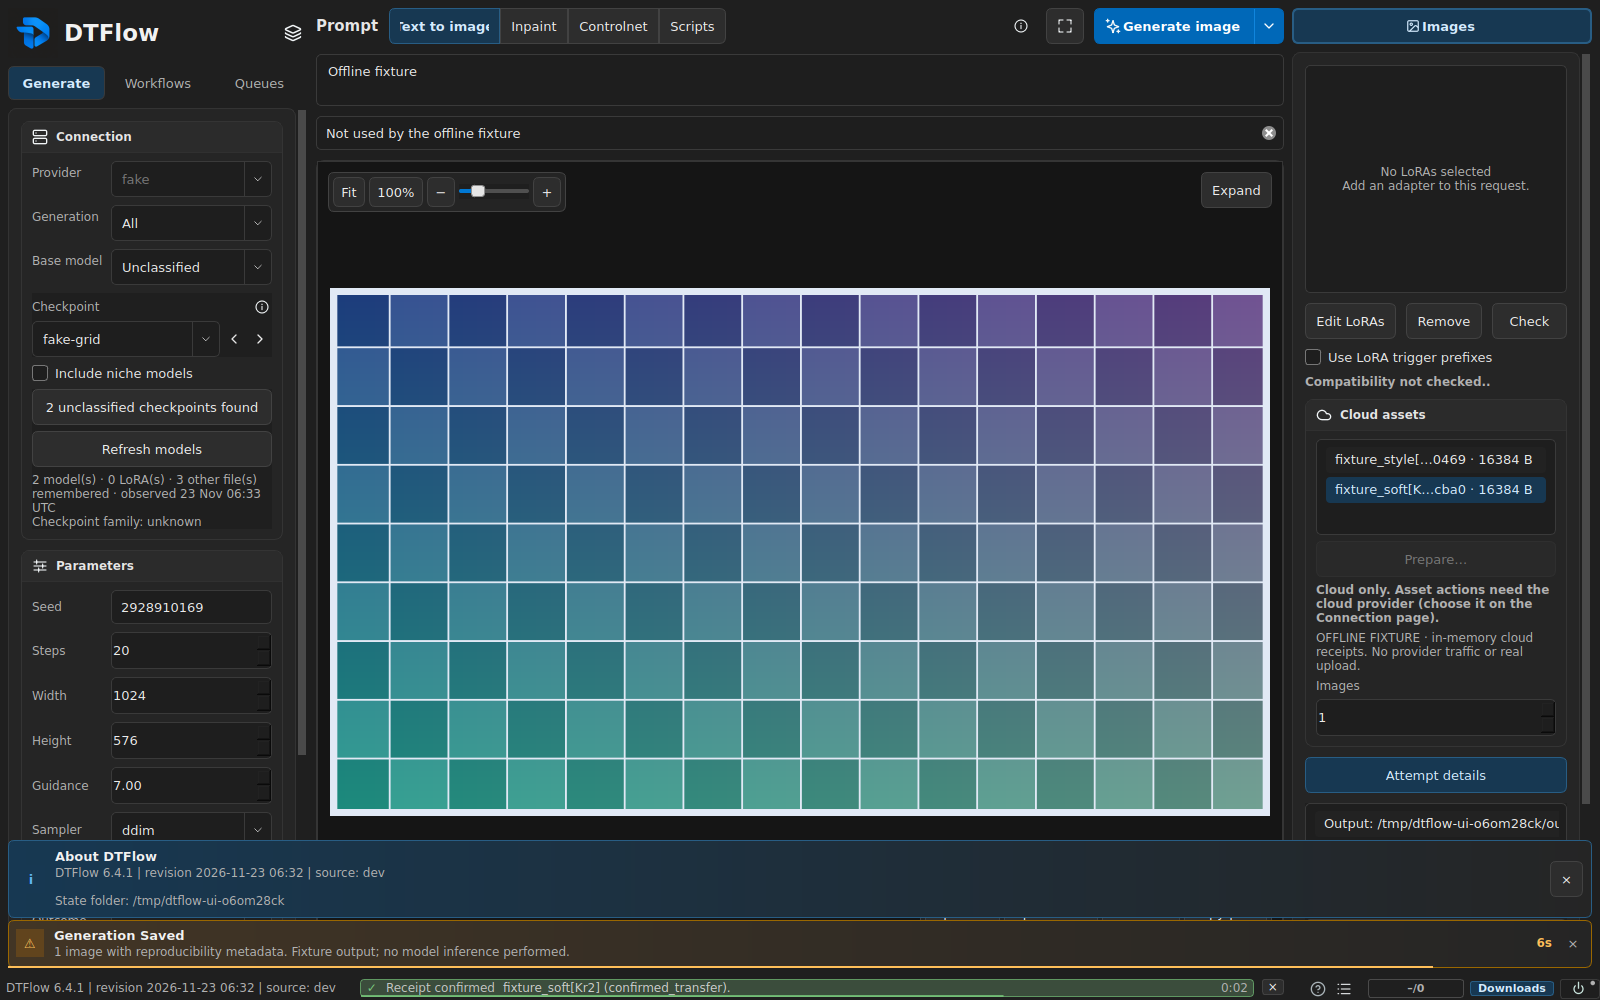 DTFlow
Prompt
Text to image
Inpaint
Controlnet
Scripts
Generate image
Images
Generate
Workflows
Queues
Offline fixture
Not used by the offline fixture
Connection
Provider
fake
Generation
All
Base model
Unclassified
Checkpoint
fake-grid
Include niche models
2 unclassified checkpoints found
Refresh models
2 model(s) · 0 LoRA(s) · 3 other file(s)
remembered · observed 23 Nov 06:33
UTC
Checkpoint family: unknown
Parameters
Seed
2928910169
Steps
20
Width
1024
Height
576
Guidance
7.00
Sampler
ddim
Fit
100%
−
+
Expand
No LoRAs selected
Add an adapter to this request.
Edit LoRAs
Remove
Check
Use LoRA trigger prefixes
Compatibility not checked..
Cloud assets
fixture_style[...0469 · 16384 B
fixture_soft[K...cba0 · 16384 B
Prepare...
Cloud only. Asset actions need the
cloud provider (choose it on the
Connection page).
OFFLINE FIXTURE · in-memory cloud
receipts. No provider traffic or real
upload.
Images
1
Attempt details
Output: /tmp/dtflow-ui-o6om28ck/ou
About DTFlow
DTFlow 6.4.1 | revision 2026-11-23 06:32 | source: dev
State folder: /tmp/dtflow-ui-o6om28ck
Generation Saved
1 image with reproducibility metadata. Fixture output; no model inference performed.
6s
DTFlow 6.4.1 | revision 2026-11-23 06:32 | source: dev
✓ Receipt confirmed fixture_soft[Kr2] (confirmed_transfer).
0:02
–/0
Downloads